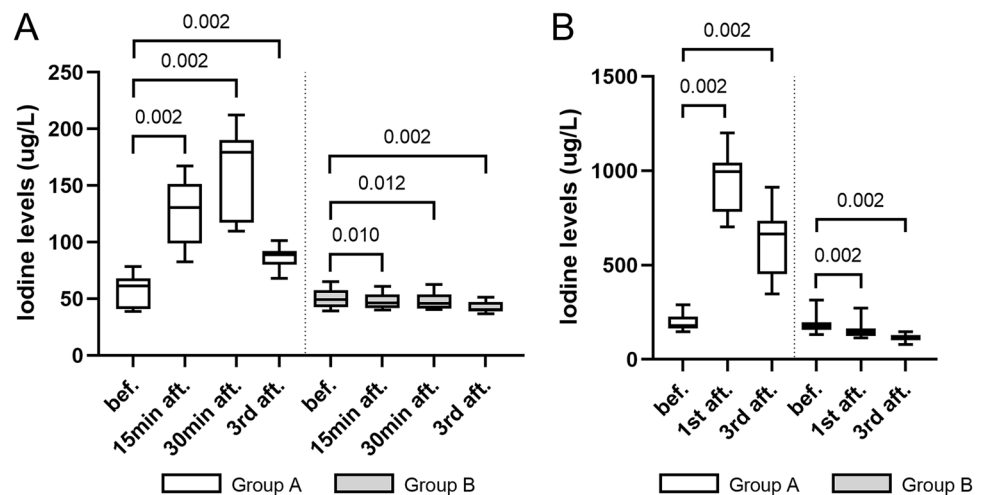 A
B
0.002
0.002
0.002
0.002
0.012
0.010
250
200
150
100
50
0
Iodine levels (ug/L)
bef.
15min aft.
30min aft.
3rd aft.
bef.
15min aft.
30min aft.
3rd aft.
Group A
Group B
0.002
0.002
0.002
0.002
1500
1000
500
0
Iodine levels (ug/L)
bef.
1st aft.
3rd aft.
bef.
1st aft.
3rd aft.
Group A
Group B